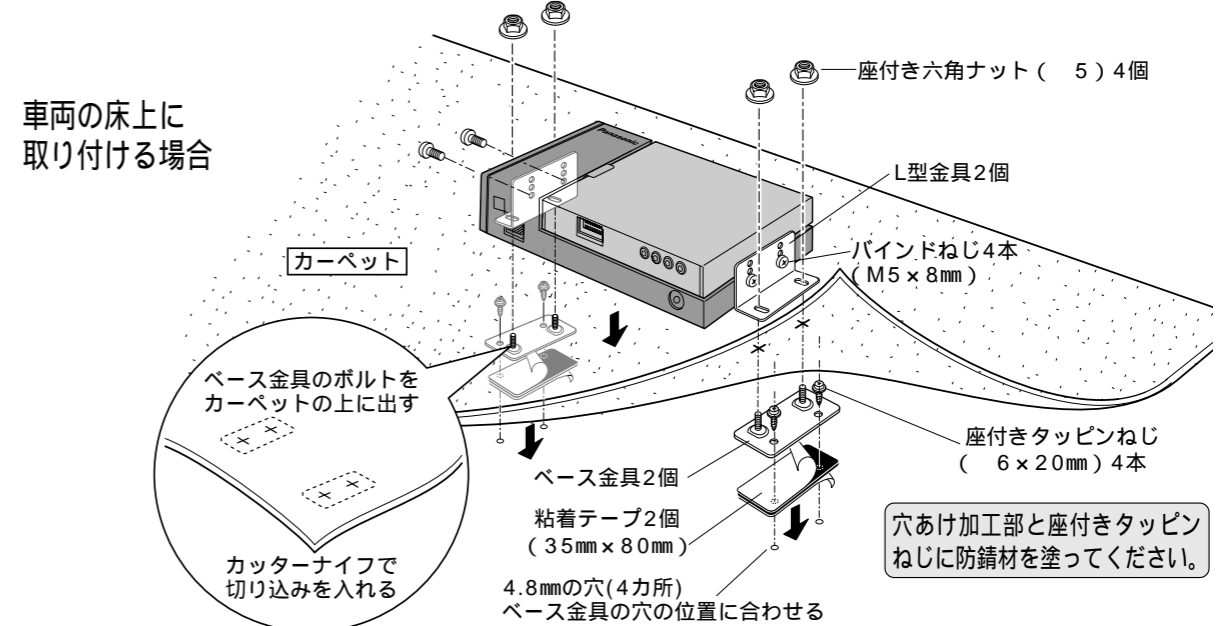 車両の床上に
取り付ける場合
Panasonic
座付き六角ナット (　5) 4個
L型金具2個
バインドねじ4本
(M5×8㎜)
カーペット
ベース金具のボルトを
カーペットの上に出す
カッターナイフで
切り込みを入れる
ベース金具2個
粘着テープ2個
(35㎜×80㎜)
座付きタッピンねじ
(　6×20㎜) 4本
穴あけ加工部と座付きタッピン
ねじに防錆材を塗ってください。
4.8㎜の穴(4カ所)
ベース金具の穴の位置に合わせる